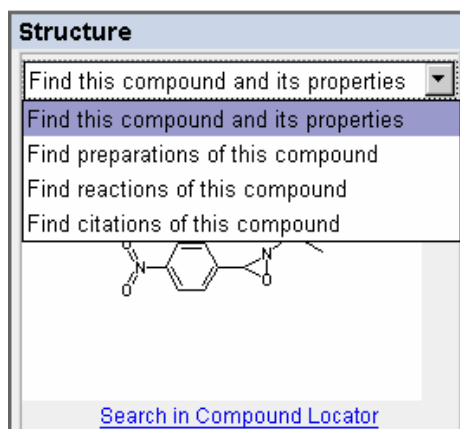 Structure
Find this compound and its properties
Find this compound and its properties
Find preparations of this compound
Find reactions of this compound
Find citations of this compound
O
N
N
O
O
Search in Compound Locator